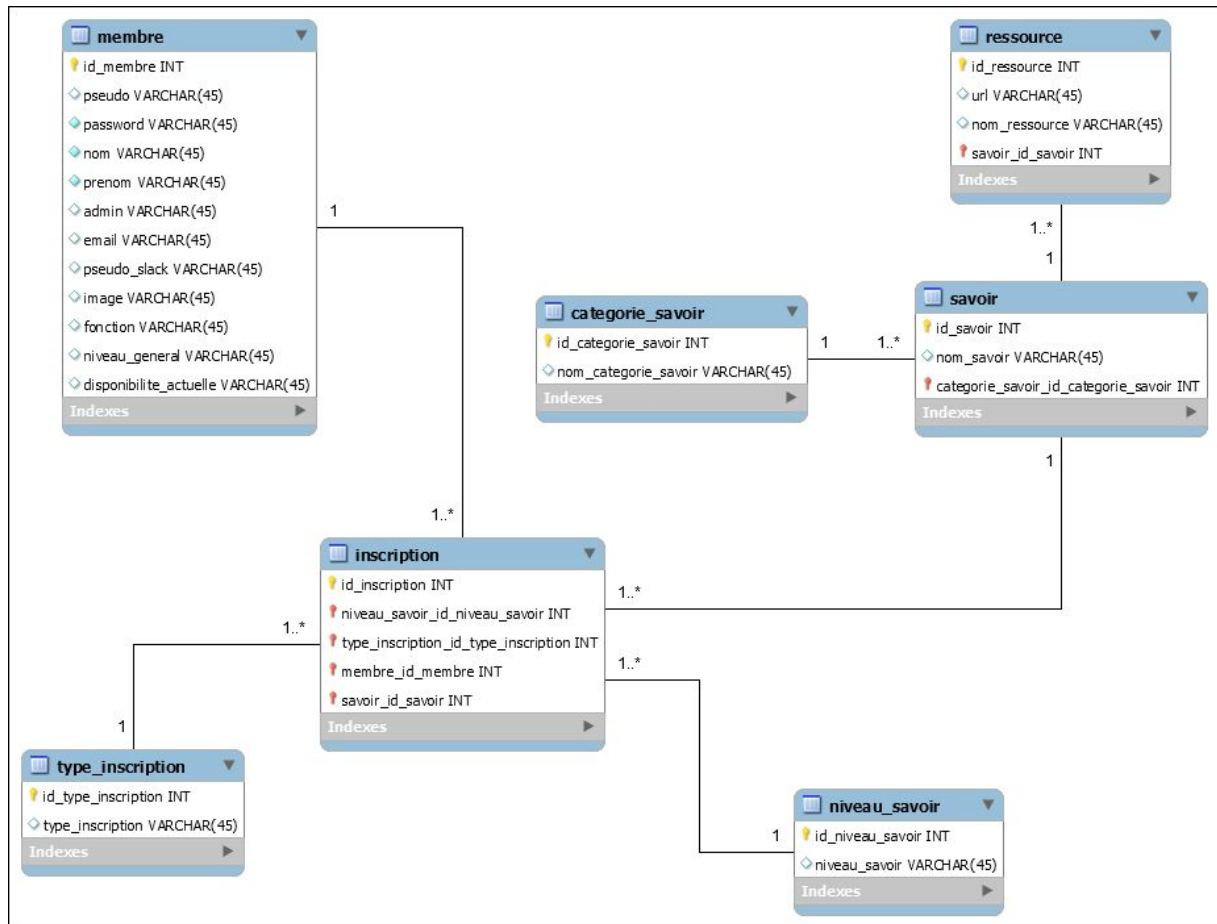 membre
id_membre INT
pseudo VARCHAR(45)
password VARCHAR(45)
nom VARCHAR(45)
prenom VARCHAR(45)
admin VARCHAR(45)
email VARCHAR(45)
pseudo_slack VARCHAR(45)
image VARCHAR(45)
fonction VARCHAR(45)
niveau_general VARCHAR(45)
disponibilite_actuelle VARCHAR(45)
Indexes
1
1..*
ressource
id_ressource INT
url VARCHAR(45)
nom_ressource VARCHAR(45)
savoir_id_savoir INT
Indexes
1..*
1
categorie_savoir
id_categorie_savoir INT
nom_categorie_savoir VARCHAR(45)
Indexes
1
1..*
savoir
id_savoir INT
nom_savoir VARCHAR(45)
categorie_savoir_id_categorie_savoir INT
Indexes
1
1..*
inscription
id_inscription INT
niveau_savoir_id_niveau_savoir INT
type_inscription_id_type_inscription INT
membre_id_membre INT
savoir_id_savoir INT
Indexes
1..*
1
1..*
1
type_inscription
id_type_inscription INT
type_inscription VARCHAR(45)
Indexes
niveau_savoir
id_niveau_savoir INT
niveau_savoir VARCHAR(45)
Indexes